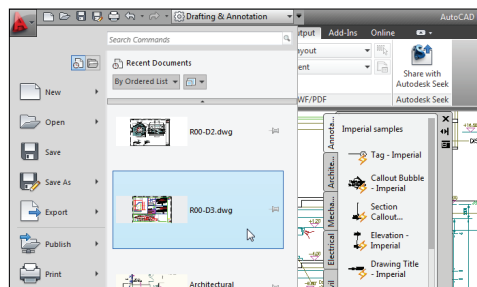 Drafting & Annotation
AutoCAD
Search Commands
Output
Add-Ins
Online
Recent Documents
By Ordered List
Share with
Autodesk Seek
WF/PDF
Autodesk Seek
New
Open
Save
Save As
Export
Publish
Print
R00-D2.dwg
R00-D3.dwg
Architectural
Annota...
Archite...
Mecha...
Electrical
Imperial samples
Tag - Imperial
Callout Bubble
- Imperial
Section
Callout...
Elevation -
Imperial
Drawing Title
- Imperial